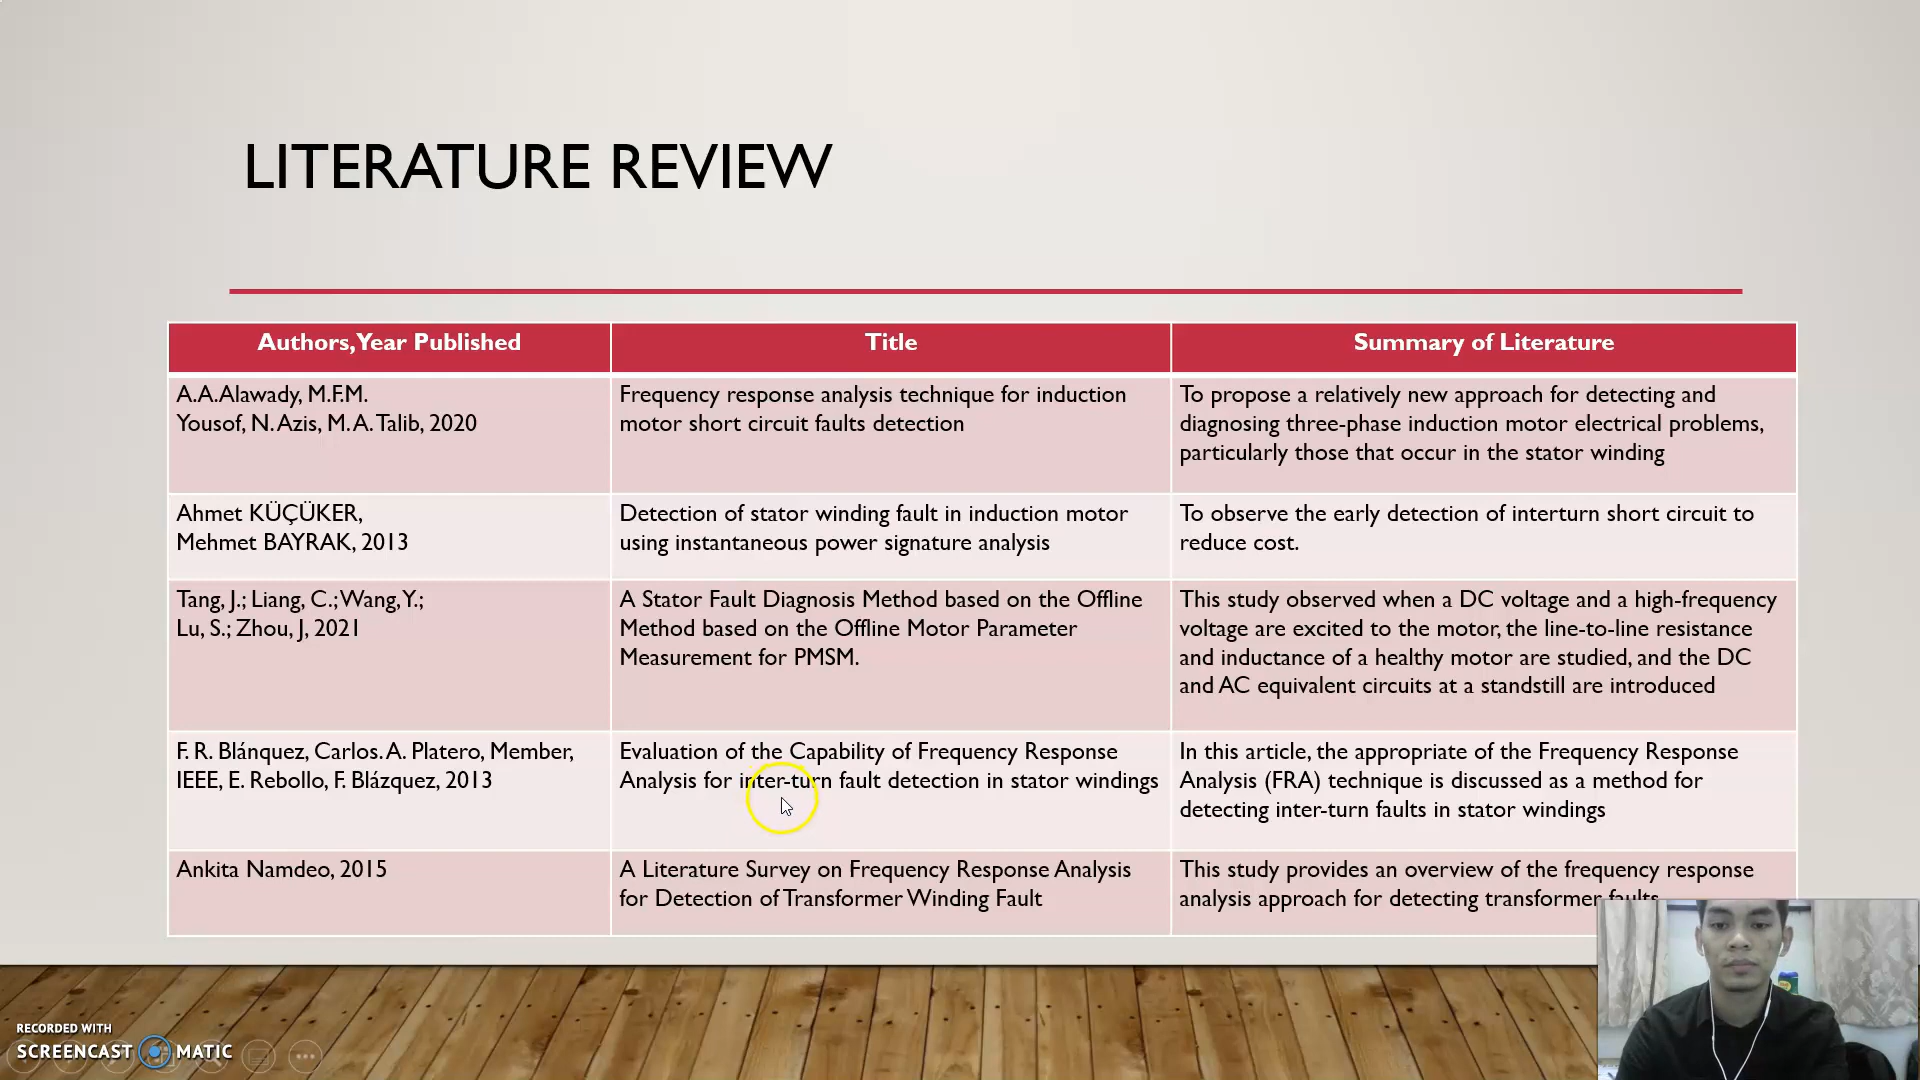 LITERATURE REVIEW
Authors, Year Published
Title
Summary of Literature
A.A.Alawady, M.F.M.
Yousof, N. Azis, M. A. Talib, 2020
Frequency response analysis technique for induction
motor short circuit faults detection
To propose a relatively new approach for detecting and
diagnosing three-phase induction motor electrical problems,
particularly those that occur in the stator winding
Ahmet KÜÇÜKER,
Mehmet BAYRAK, 2013
Detection of stator winding fault in induction motor
using instantaneous power signature analysis
To observe the early detection of interturn short circuit to
reduce cost.
Tang, J.; Liang, C.; Wang, Y.;
Lu, S.; Zhou, J, 2021
A Stator Fault Diagnosis Method based on the Offline
Method based on the Offline Motor Parameter
Measurement for PMSM.
This study observed when a DC voltage and a high-frequency
voltage are excited to the motor, the line-to-line resistance
and inductance of a healthy motor are studied, and the DC
and AC equivalent circuits at a standstill are introduced
F. R. Blánquez, Carlos. A. Platero, Member,
IEEE, E. Rebollo, F. Blázquez, 2013
Evaluation of the Capability of Frequency Response
Analysis for inter-turn fault detection in stator windings
In this article, the appropriate of the Frequency Response
Analysis (FRA) technique is discussed as a method for
detecting inter-turn faults in stator windings
Ankita Namdeo, 2015
A Literature Survey on Frequency Response Analysis
for Detection of Transformer Winding Fault
This study provides an overview of the frequency response
analysis approach for detecting transformer faults
RECORDED WITH
SCREENCAST MATIC